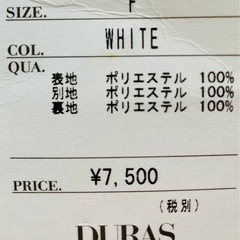 SIZE. F
COL. WHITE
QUA.
表地 ポリエステル 100%
別地 ポリエステル 100%
裏地 ポリエステル 100%
PRICE. ¥7,500
(税別)
DURAS